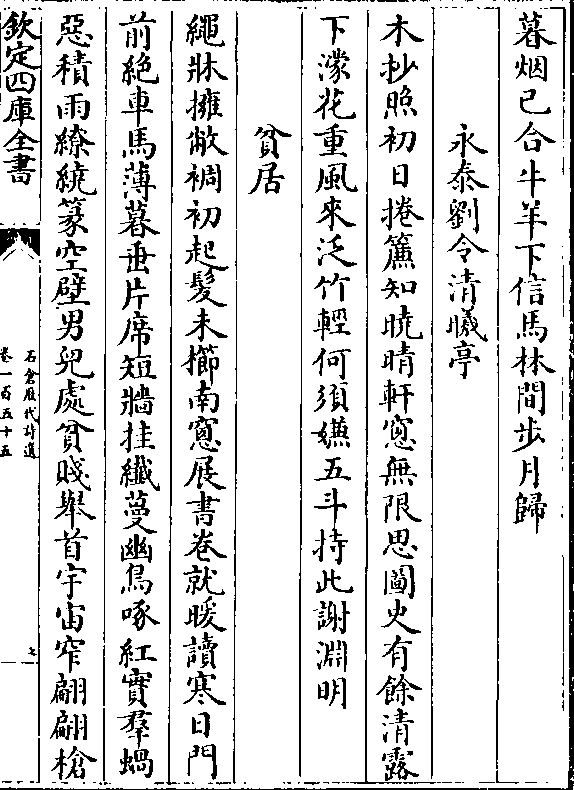 暮烟已合牛羊下信馬林間步月歸
永泰劉令清曦亭
木抄照初日捲簾知曉晴軒窻無限思圖史有餘清露
下濛花重風來泛竹輕何須嫌五斗持此謝淵明
貧居
繩牀擁敝裯初起髮未擳南窻展書卷就暖讀寒日門
前絶車馬薄暮垂片席短牆挂纖蔓幽鳥啄紅實羣蝸
惡積雨繚繞篆空壁男兒處貧賤舉首宇宙窄翩翩槍
欽定四庫全書
石倉歴代詩選
卷一百五十五
七